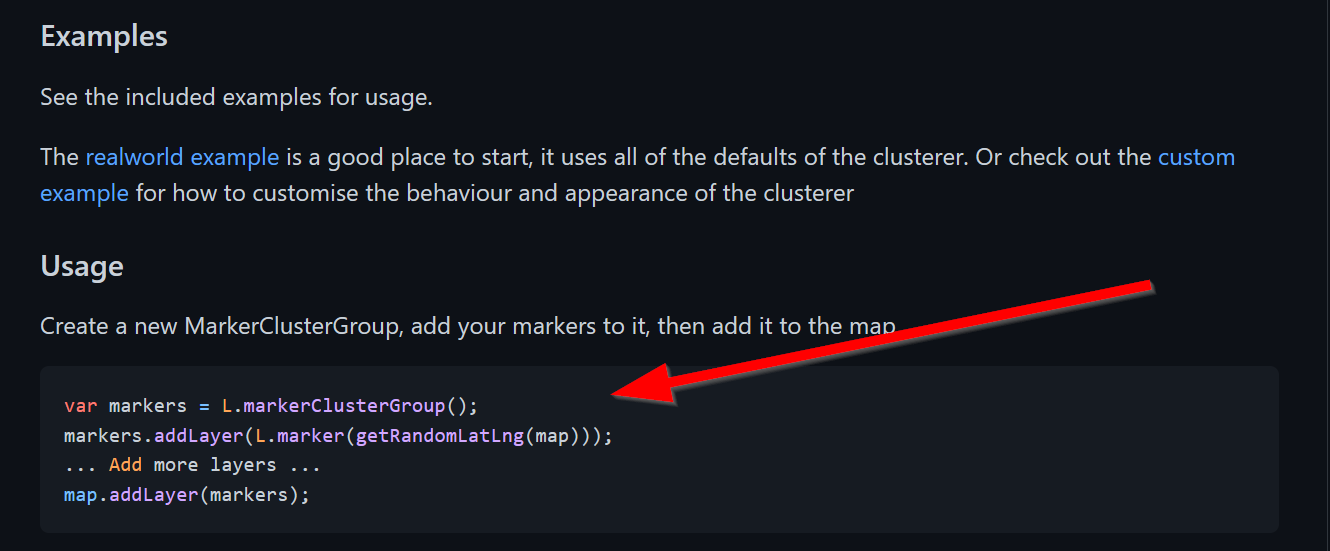 Examples
See the included examples for usage.
The realworld example is a good place to start, it uses all of the defaults of the clusterer. Or check out the custom
example for how to customise the behaviour and appearance of the clusterer
Usage
Create a new MarkerClusterGroup, add your markers to it, then add it to the map
var markers = L.markerClusterGroup();
markers.addLayer(L.marker(getRandomLatLng(map)));
... Add more layers ...
map.addLayer(markers);